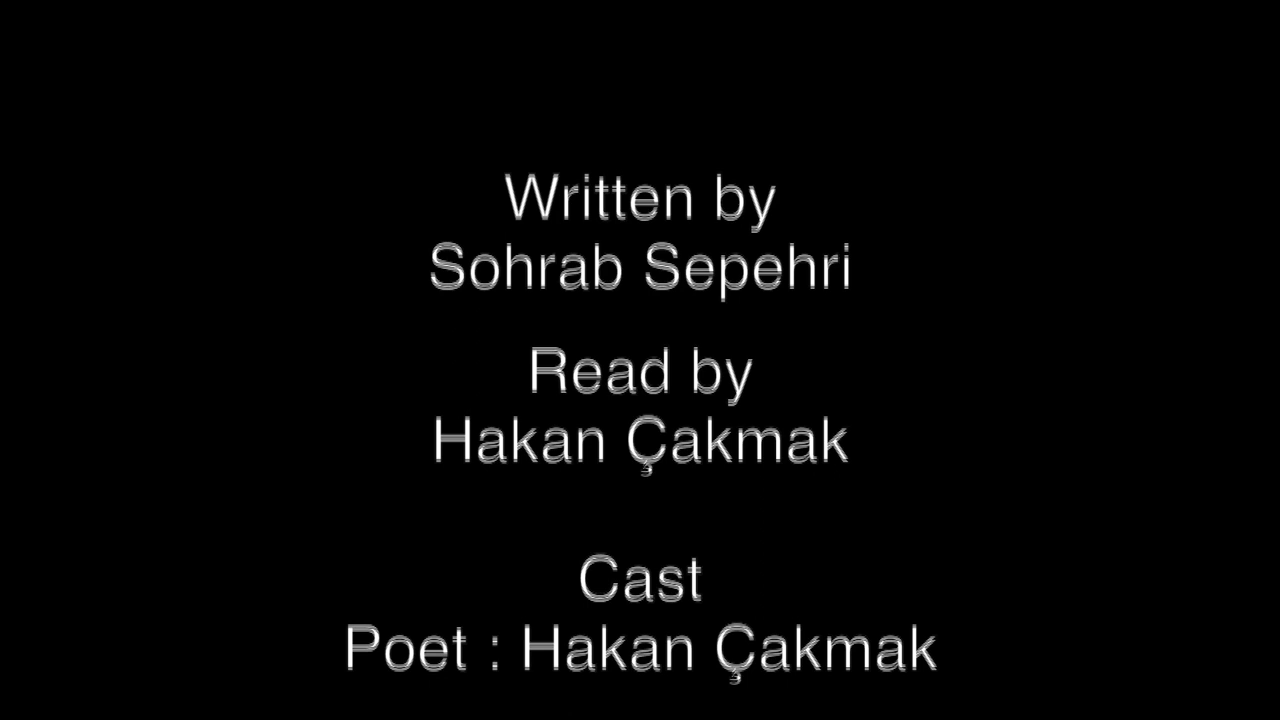 Written by
Sohrab Sepehri
Read by
Hakan Çakmak
Cast
Poet : Hakan Çakmak